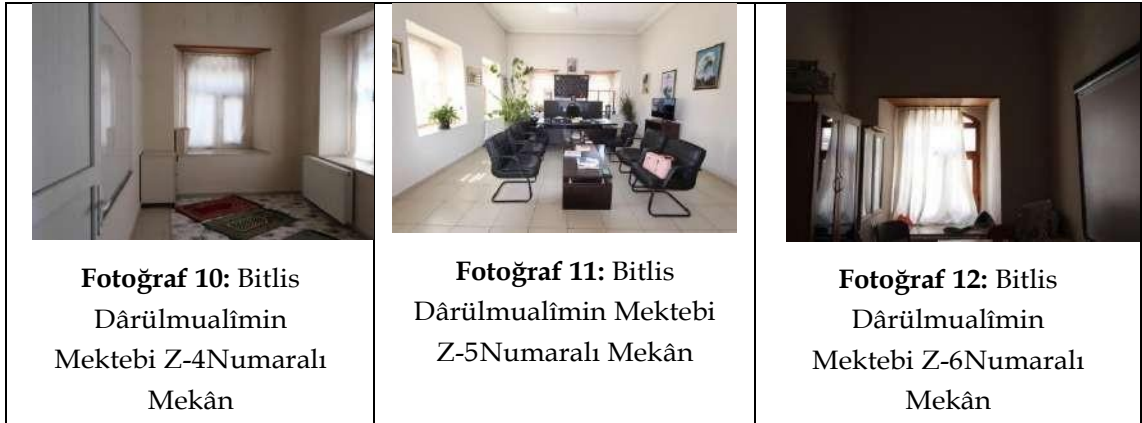 Fotoğraf 10: Bitlis
Dârülmualîmin
Mektebi Z-4Numaralı
Mekân
Fotoğraf 11: Bitlis
Dârülmualîmin Mektebi
Z-5Numaralı Mekân
Fotoğraf 12: Bitlis
Dârülmualîmin
Mektebi Z-6Numaralı
Mekân